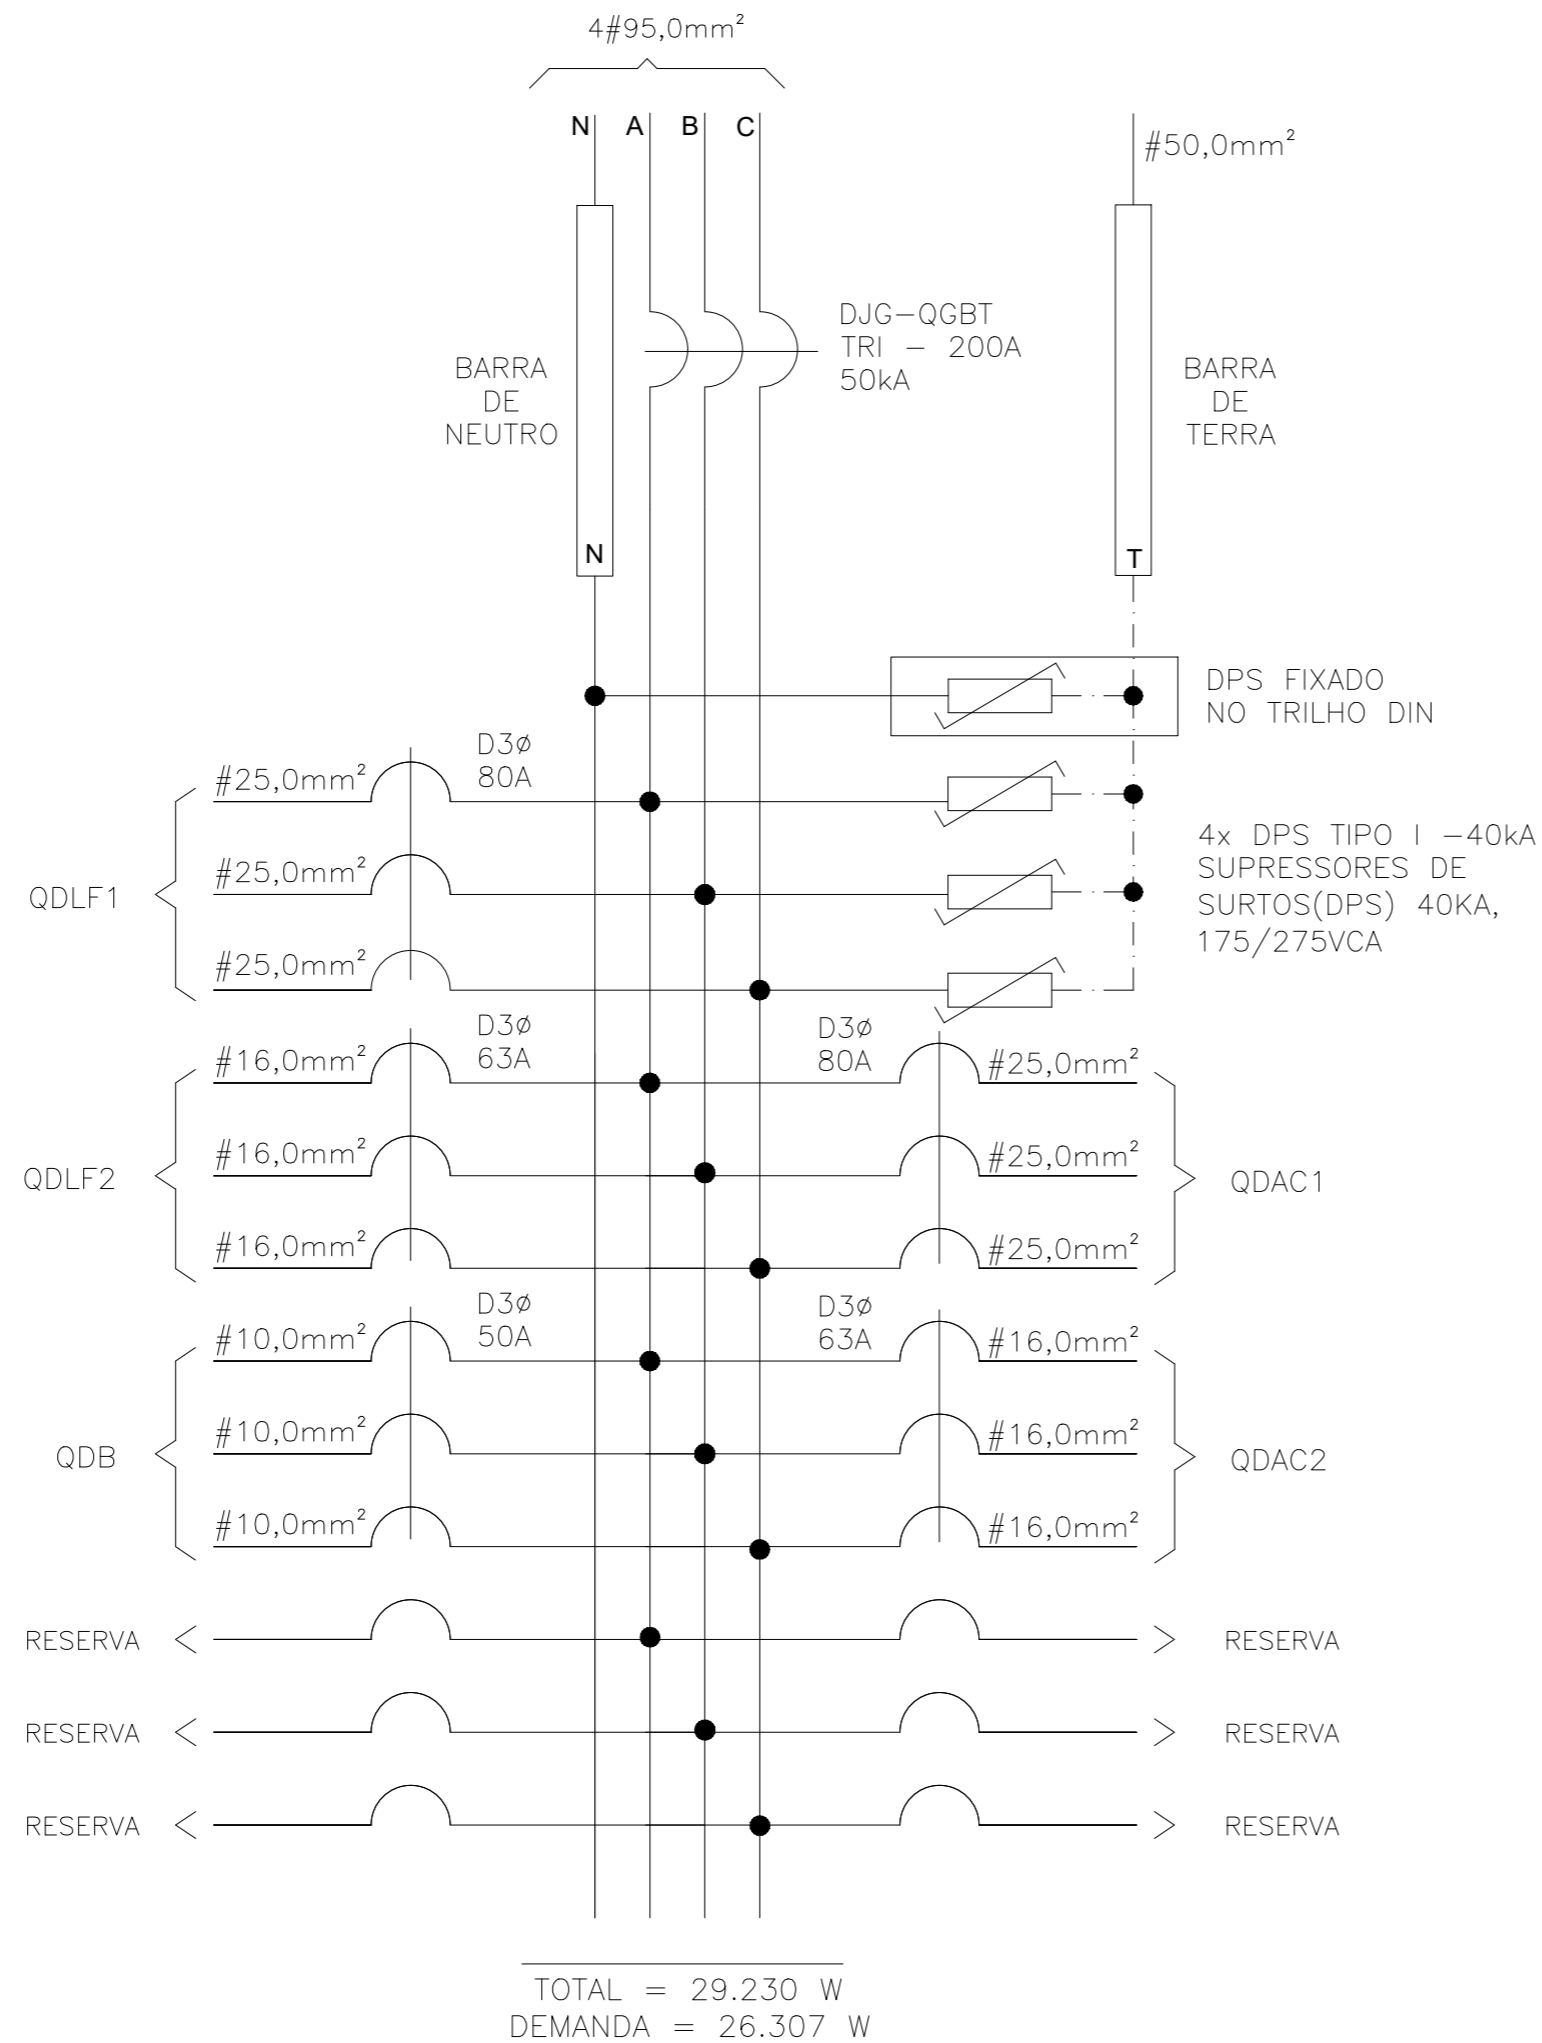 4#95,0mm²
N A B C
#50,0mm²
DJG-QGBT
TRI - 200A
50kA
BARRA
DE
NEUTRO
BARRA
DE
TERRA
N
T
DPS FIXADO
NO TRILHO DIN
D3ø
80A
#25,0mm²
#25,0mm²
#25,0mm²
QDLF1
4x DPS TIPO I -40kA
SUPRESSORES DE
SURTOS(DPS) 40KA,
175/275VCA
D3ø
63A
#16,0mm²
#16,0mm²
#16,0mm²
QDLF2
D3ø
80A
#25,0mm²
#25,0mm²
#25,0mm²
QDAC1
D3ø
50A
#10,0mm²
#10,0mm²
#10,0mm²
QDB
D3ø
63A
#16,0mm²
#16,0mm²
#16,0mm²
QDAC2
RESERVA
RESERVA
RESERVA
RESERVA
RESERVA
RESERVA
TOTAL = 29.230 W
DEMANDA = 26.307 W